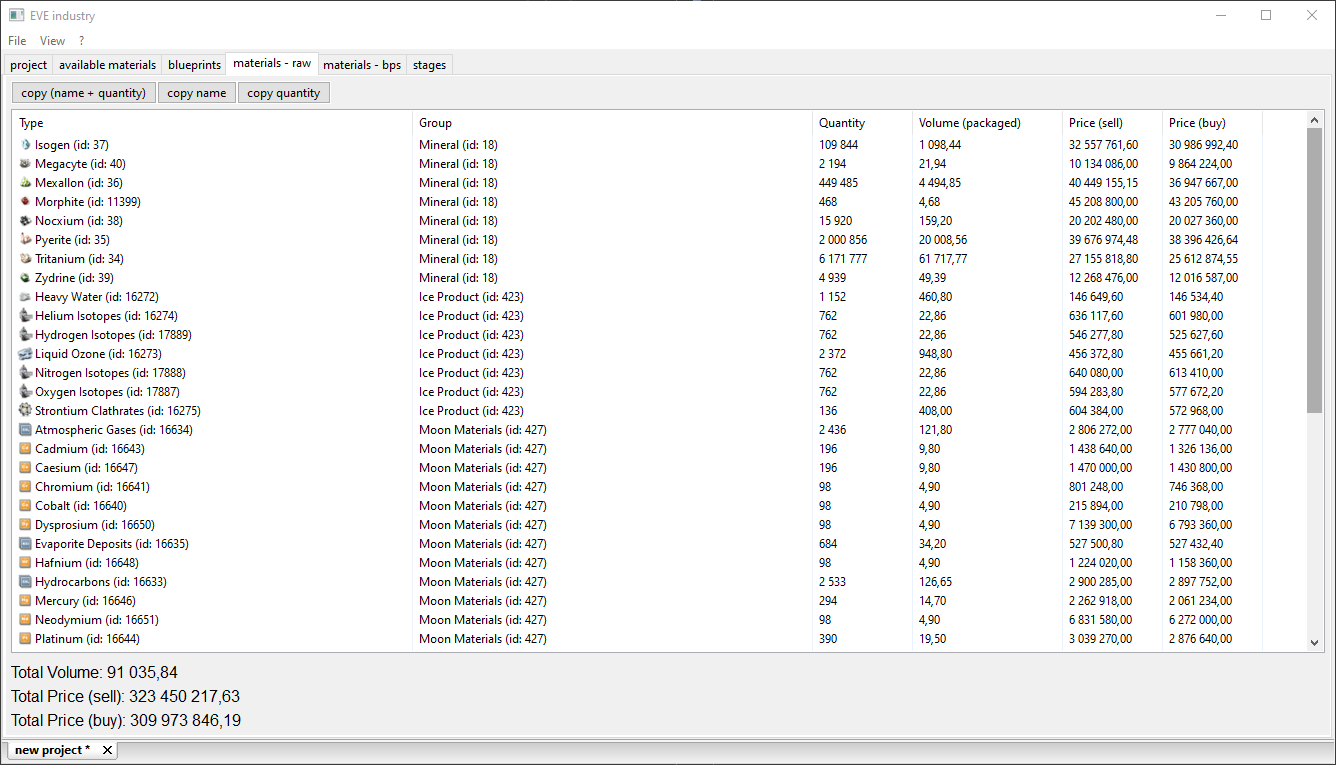 EVE industry
File View ?
project available materials blueprints materials - raw materials - bps stages
copy (name + quantity) copy name copy quantity
Type Group Quantity Volume (packaged) Price (sell) Price (buy)
Isogen (id: 37) Mineral (id: 18) 109 844 1 098,44 32 557 761,60 30 986 992,40
Megacyte (id: 40) Mineral (id: 18) 2 194 21,94 10 134 086,00 9 864 224,00
Mexallon (id: 36) Mineral (id: 18) 449 485 4 494,85 40 449 155,15 36 947 667,00
Morphite (id: 11399) Mineral (id: 18) 468 4,68 45 208 800,00 43 205 760,00
Nocxium (id: 38) Mineral (id: 18) 15 920 159,20 20 202 480,00 20 027 360,00
Pyerite (id: 35) Mineral (id: 18) 2 000 856 20 008,56 39 676 974,48 38 396 426,64
Tritanium (id: 34) Mineral (id: 18) 6 171 777 61 717,77 27 155 818,80 25 612 874,55
Zydrine (id: 39) Mineral (id: 18) 4 939 49,39 12 268 476,00 12 016 587,00
Heavy Water (id: 16272) Ice Product (id: 423) 1 152 460,80 146 649,60 146 534,40
Helium Isotopes (id: 16274) Ice Product (id: 423) 762 22,86 636 117,60 601 980,00
Hydrogen Isotopes (id: 17889) Ice Product (id: 423) 762 22,86 546 277,80 525 627,60
Liquid Ozone (id: 16273) Ice Product (id: 423) 2 372 948,80 456 372,80 455 661,20
Nitrogen Isotopes (id: 17888) Ice Product (id: 423) 762 22,86 640 080,00 613 410,00
Oxygen Isotopes (id: 17887) Ice Product (id: 423) 762 22,86 594 283,80 577 672,20
Strontium Clathrates (id: 16275) Ice Product (id: 423) 136 408,00 604 384,00 572 968,00
Atmospheric Gases (id: 16634) Moon Materials (id: 427) 2 436 121,80 2 806 272,00 2 777 040,00
Cadmium (id: 16643) Moon Materials (id: 427) 196 9,80 1 438 640,00 1 326 136,00
Caesium (id: 16647) Moon Materials (id: 427) 196 9,80 1 470 000,00 1 430 800,00
Chromium (id: 16641) Moon Materials (id: 427) 98 4,90 801 248,00 746 368,00
Cobalt (id: 16640) Moon Materials (id: 427) 98 4,90 215 894,00 210 798,00
Dysprosium (id: 16650) Moon Materials (id: 427) 98 4,90 7 139 300,00 6 793 360,00
Evaporite Deposits (id: 16635) Moon Materials (id: 427) 684 34,20 527 500,80 527 432,40
Hafnium (id: 16648) Moon Materials (id: 427) 98 4,90 1 224 020,00 1 158 360,00
Hydrocarbons (id: 16633) Moon Materials (id: 427) 2 533 126,65 2 900 285,00 2 897 752,00
Mercury (id: 16646) Moon Materials (id: 427) 294 14,70 2 262 918,00 2 061 234,00
Neodymium (id: 16651) Moon Materials (id: 427) 98 4,90 6 831 580,00 6 272 000,00
Platinum (id: 16644) Moon Materials (id: 427) 390 19,50 3 039 270,00 2 876 640,00
Total Volume: 91 035,84
Total Price (sell): 323 450 217,63
Total Price (buy): 309 973 846,19
new project *